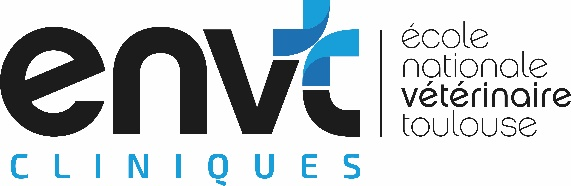 envt
CLINIQUES
école
nationale
vétérinaire
toulouse